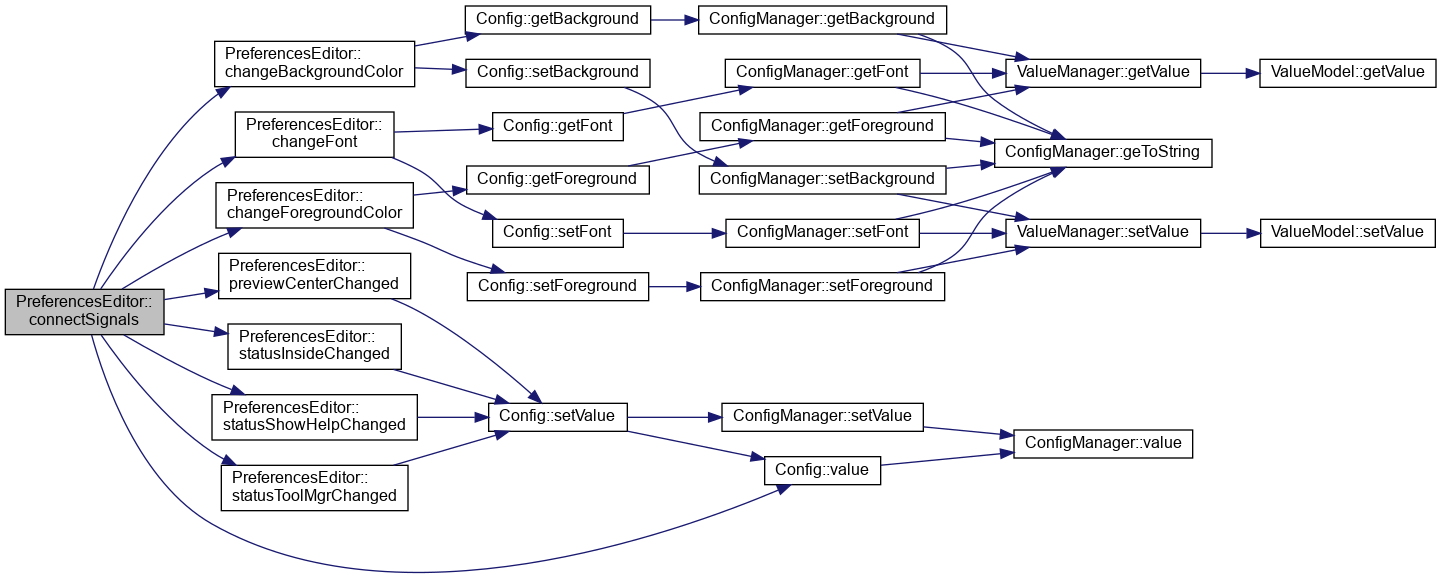 PreferencesEditor::
connectSignals
PreferencesEditor::
changeBackgroundColor
PreferencesEditor::
changeFont
PreferencesEditor::
changeForegroundColor
PreferencesEditor::
previewCenterChanged
PreferencesEditor::
statusInsideChanged
PreferencesEditor::
statusShowHelpChanged
PreferencesEditor::
statusToolMgrChanged
Config::getBackground
Config::setBackground
Config::getFont
Config::getForeground
Config::setFont
Config::setForeground
Config::setValue
ConfigManager::getBackground
ConfigManager::getFont
ConfigManager::getForeground
ConfigManager::setBackground
ConfigManager::setFont
ConfigManager::setForeground
ConfigManager::setValue
Config::value
ValueManager::getValue
ConfigManager::geToString
ValueManager::setValue
ConfigManager::value
ValueModel::getValue
ValueModel::setValue